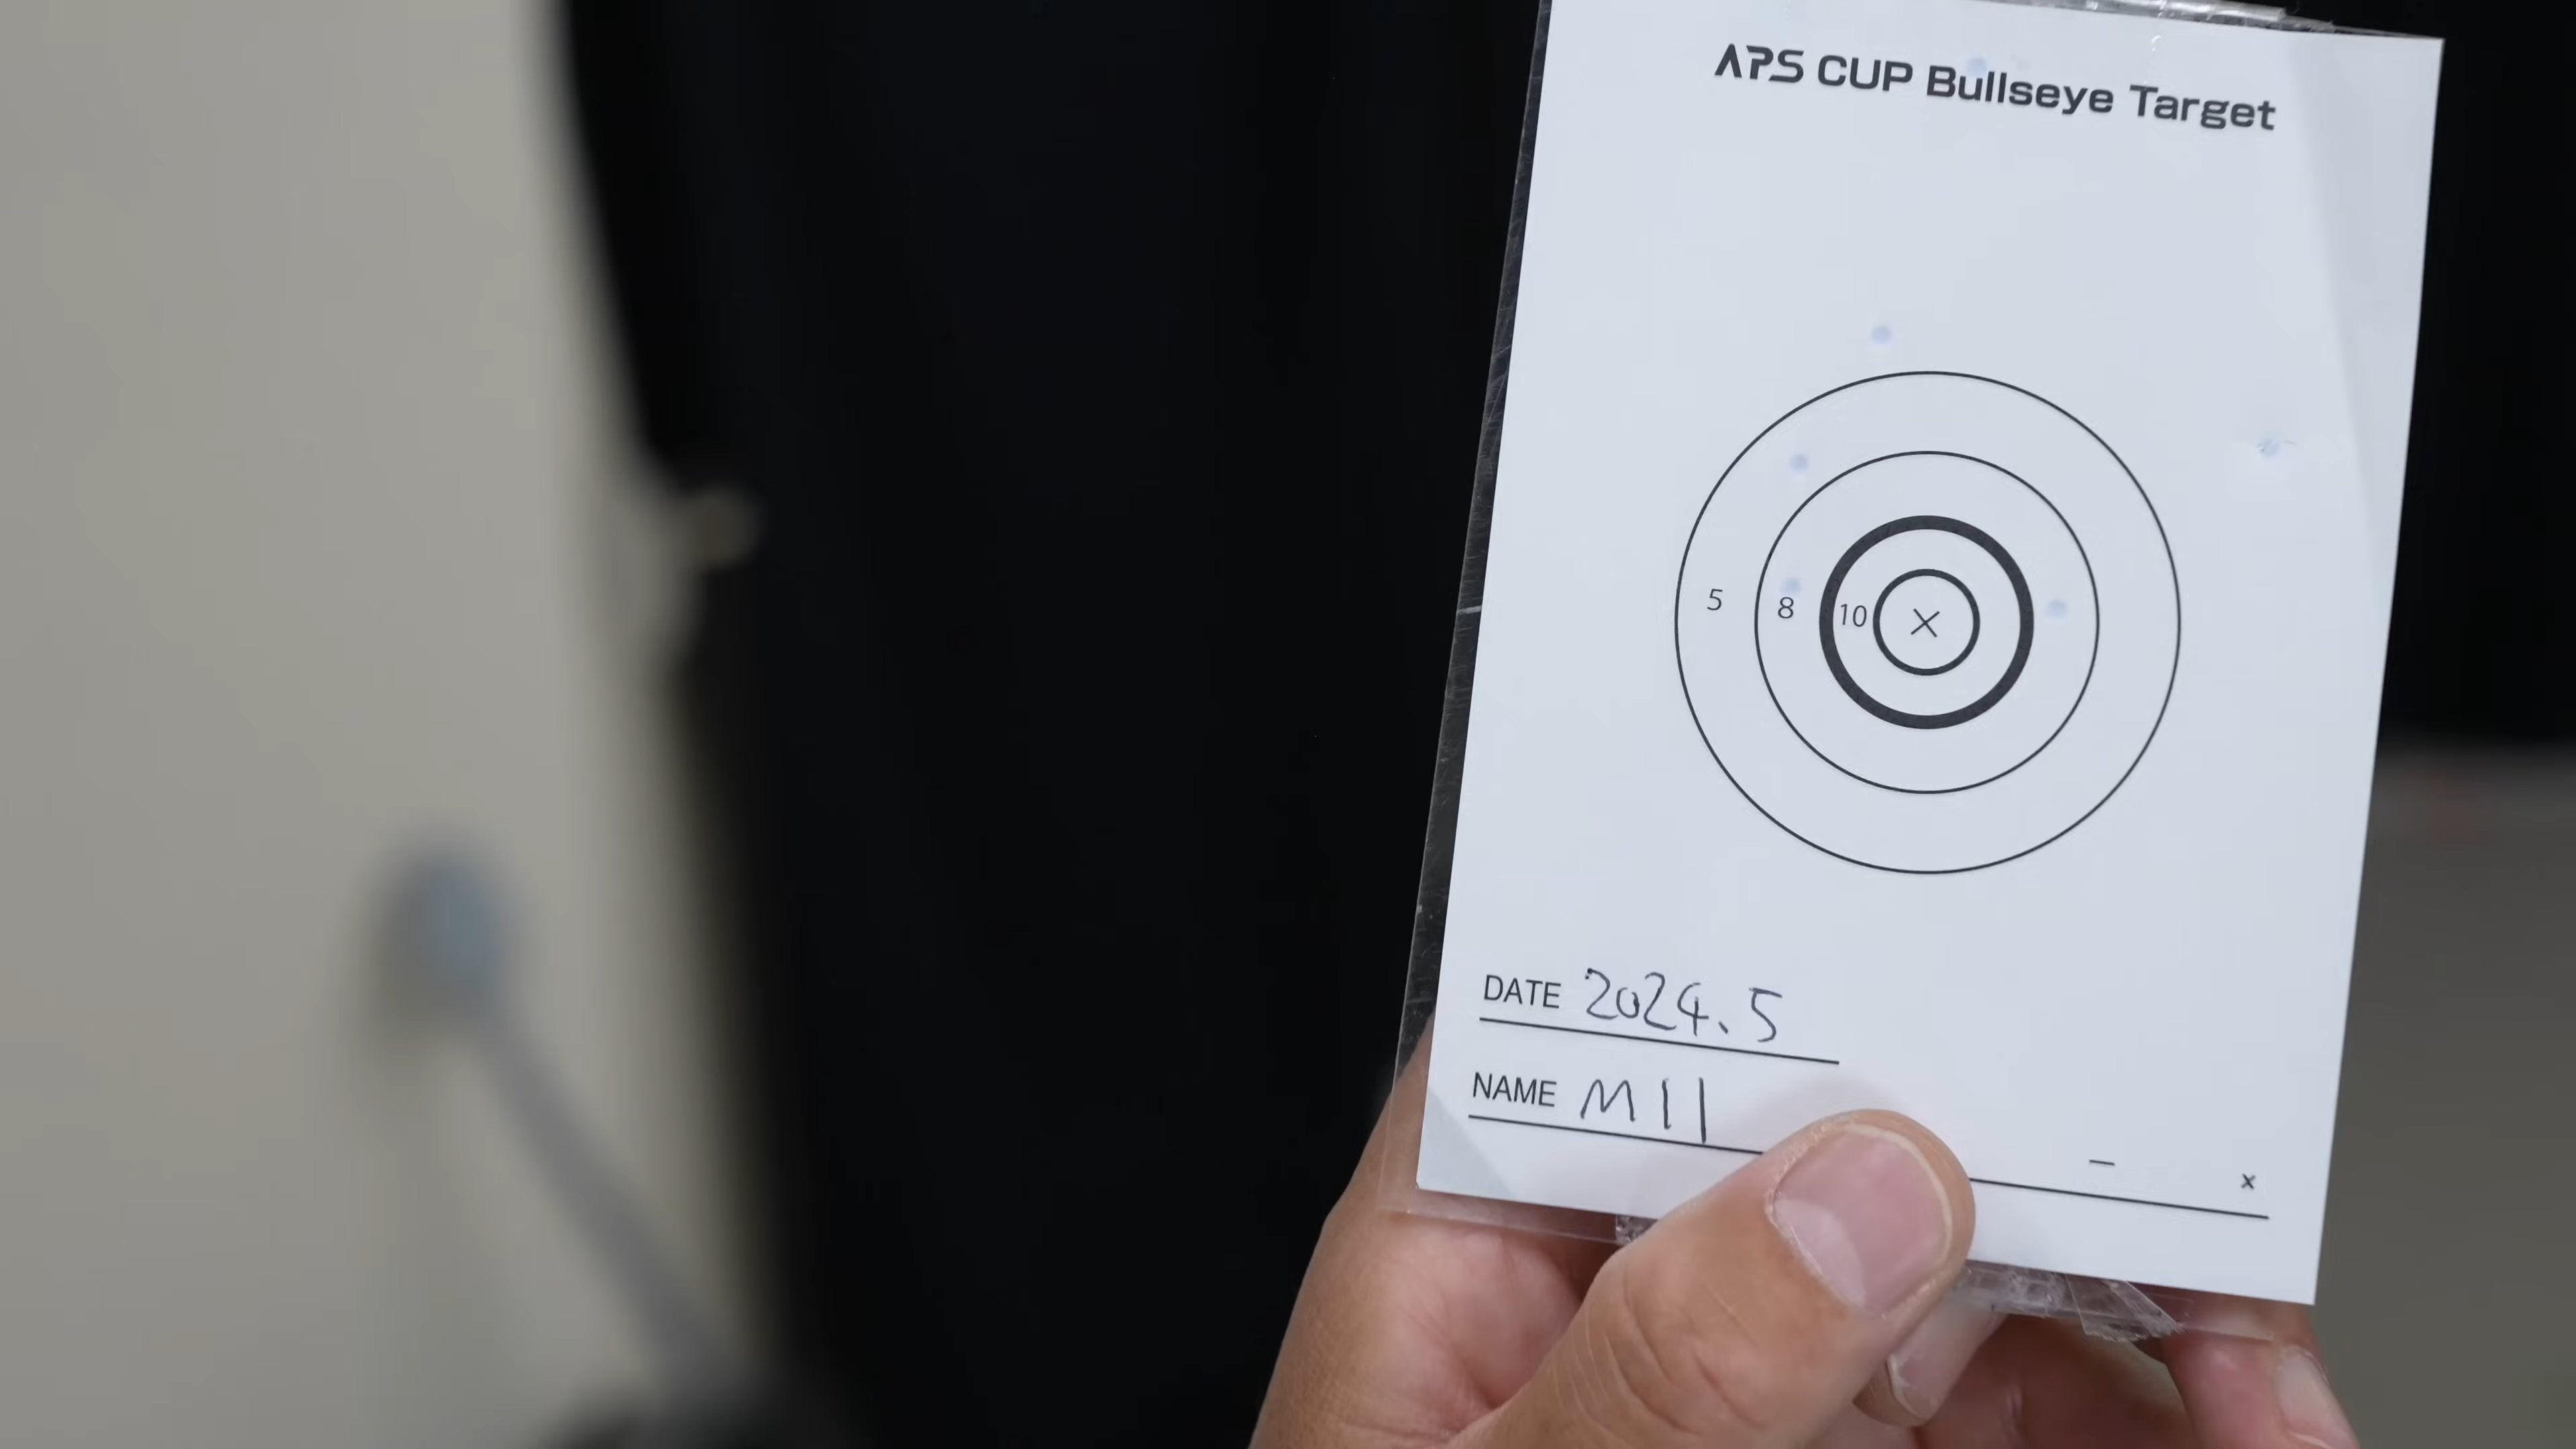 APS CUP Bullseye Target
5 8 10 ×
DATE 2024.5
NAME M11
– ×